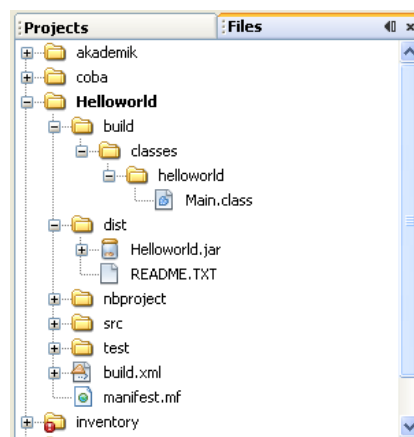 Projects
Files
akademik
coba
Helloworld
build
classes
helloworld
Main.class
dist
Helloworld.jar
README.TXT
nbproject
src
test
build.xml
manifest.mf
inventory